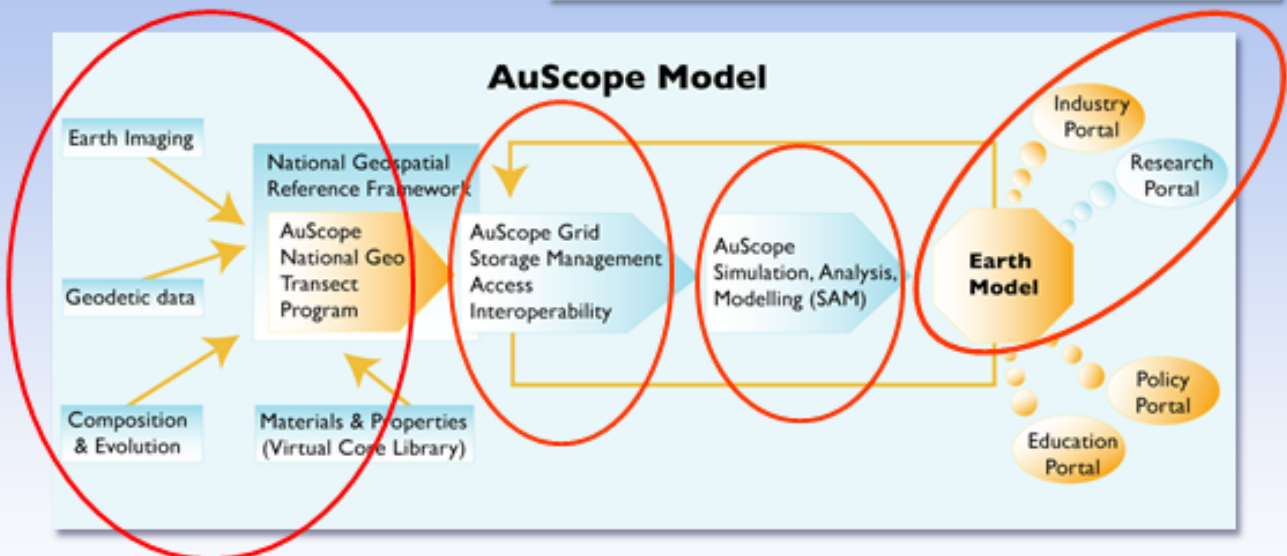 AuScope Model
Earth Imaging
Geodetic data
Composition
& Evolution
National Geospatial
Reference Framework
AuScope
National Geo
Transect
Program
Materials & Properties
(Virtual Core Library)
AuScope Grid
Storage Management
Access
Interoperability
AuScope
Simulation, Analysis,
Modelling (SAM)
Earth
Model
Industry
Portal
Research
Portal
Policy
Portal
Education
Portal